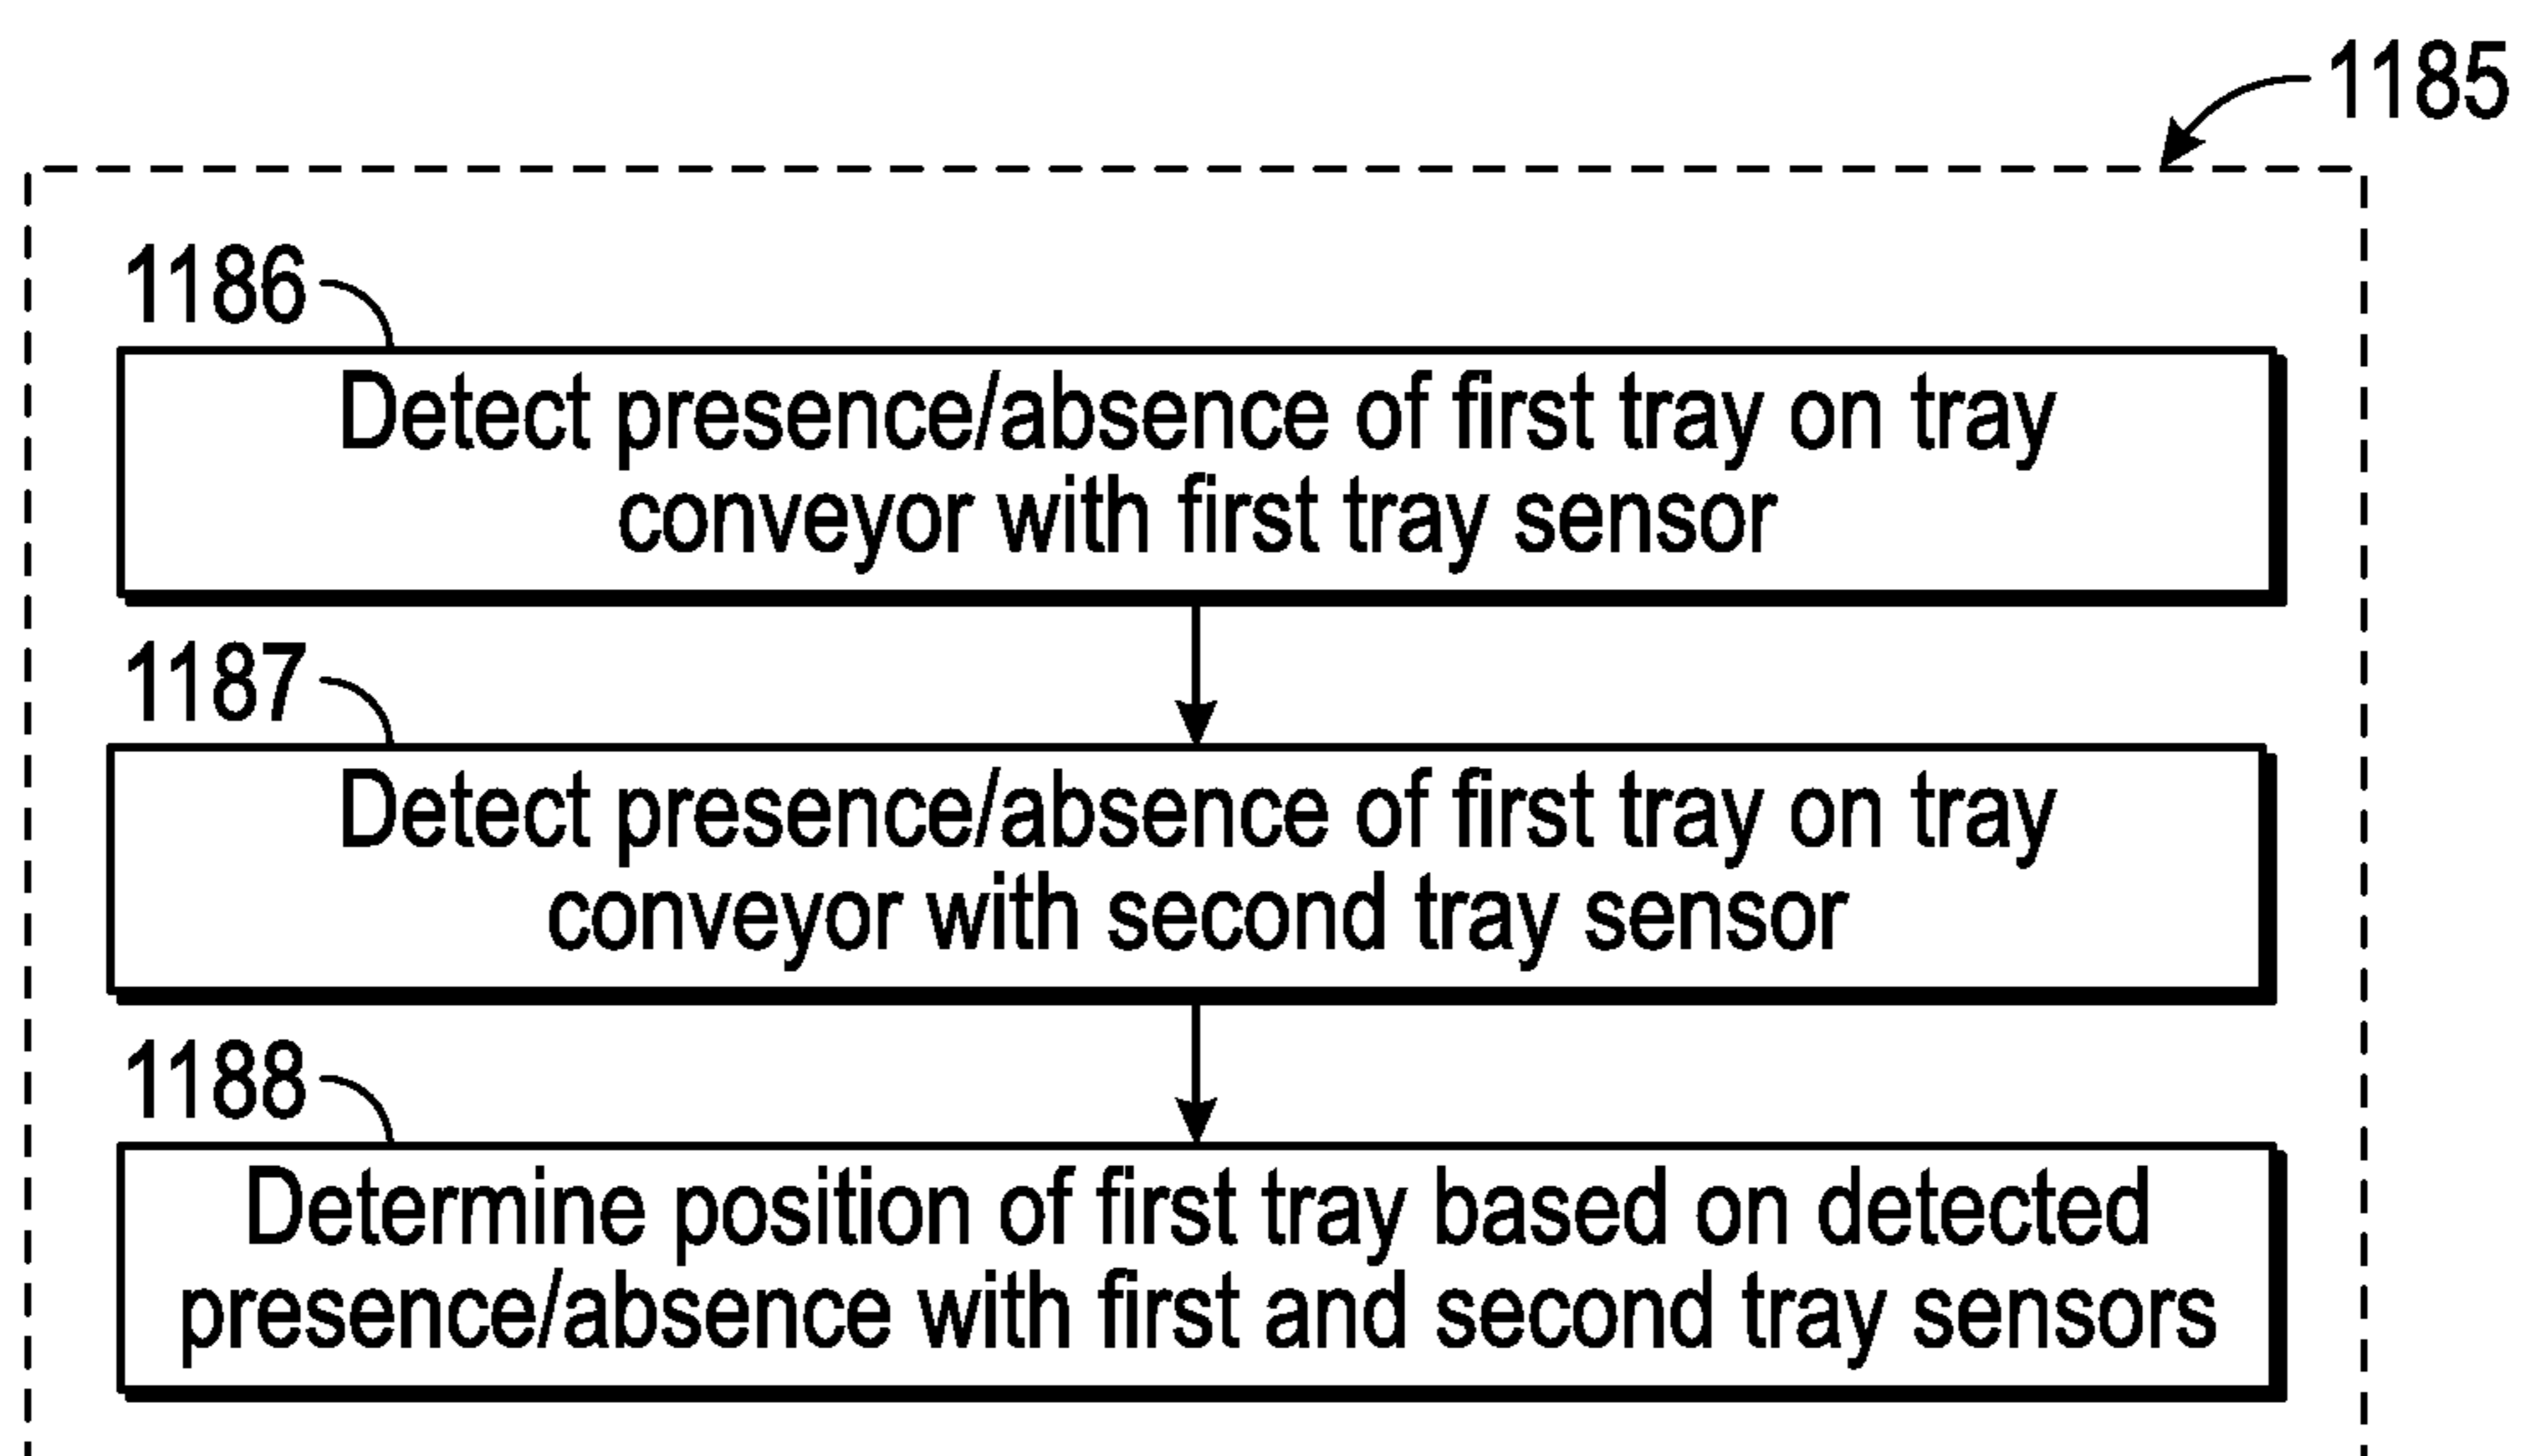 1185
1186
Detect presence/absence of first tray on tray
conveyor with first tray sensor
1187
Detect presence/absence of first tray on tray
conveyor with second tray sensor
1188
Determine position of first tray based on detected
presence/absence with first and second tray sensors